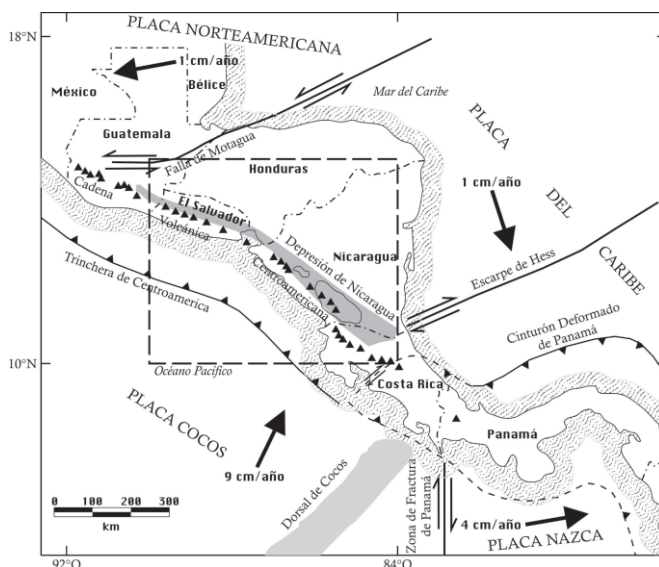 18°N
PLACA NORTEAMERICANA
1 cm/año
México
Bélice
Mar del Caribe
Guatemala
Falla de Motagua
Honduras
PLACA
DEL
CARIBE
1 cm/año
Cadena
Volcánica
Centroamericana
El Salvador
Depresión de Nicaragua
Nicaragua
Escarpe de Hess
Trinchera de Centroamerica
Cinturón Deformado
de Panamá
10°N
Océano Pacífico
Costa Rica
PLACA COCOS
Panamá
9 cm/año
Dorsal de Cocos
Zona de Fractura
de Panamá
0 100 200 300
km
4 cm/año
PLACA NAZCA
92°O
84°O